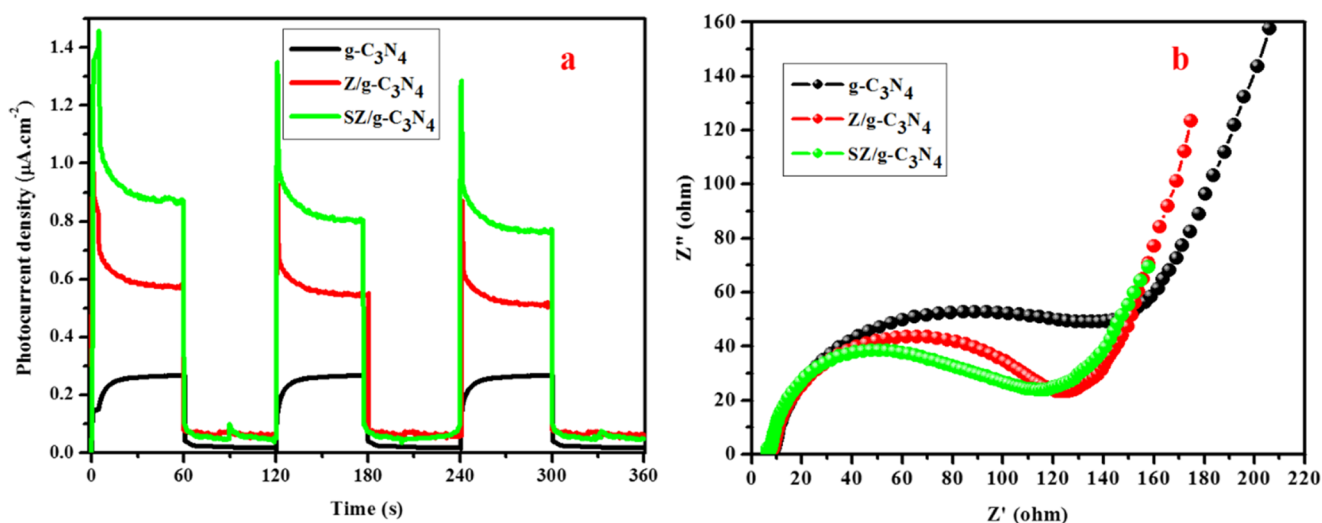 a
g-C₃N₄
Z/g-C₃N₄
SZ/g-C₃N₄
Photocurrent density (µA.cm⁻²)
1.4
1.2
1.0
0.8
0.6
0.4
0.2
0.0
0 60 120 180 240 300 360
Time (s)
b
g-C₃N₄
Z/g-C₃N₄
SZ/g-C₃N₄
Z" (ohm)
160
140
120
100
80
60
40
20
0
0 20 40 60 80 100 120 140 160 180 200 220
Z' (ohm)